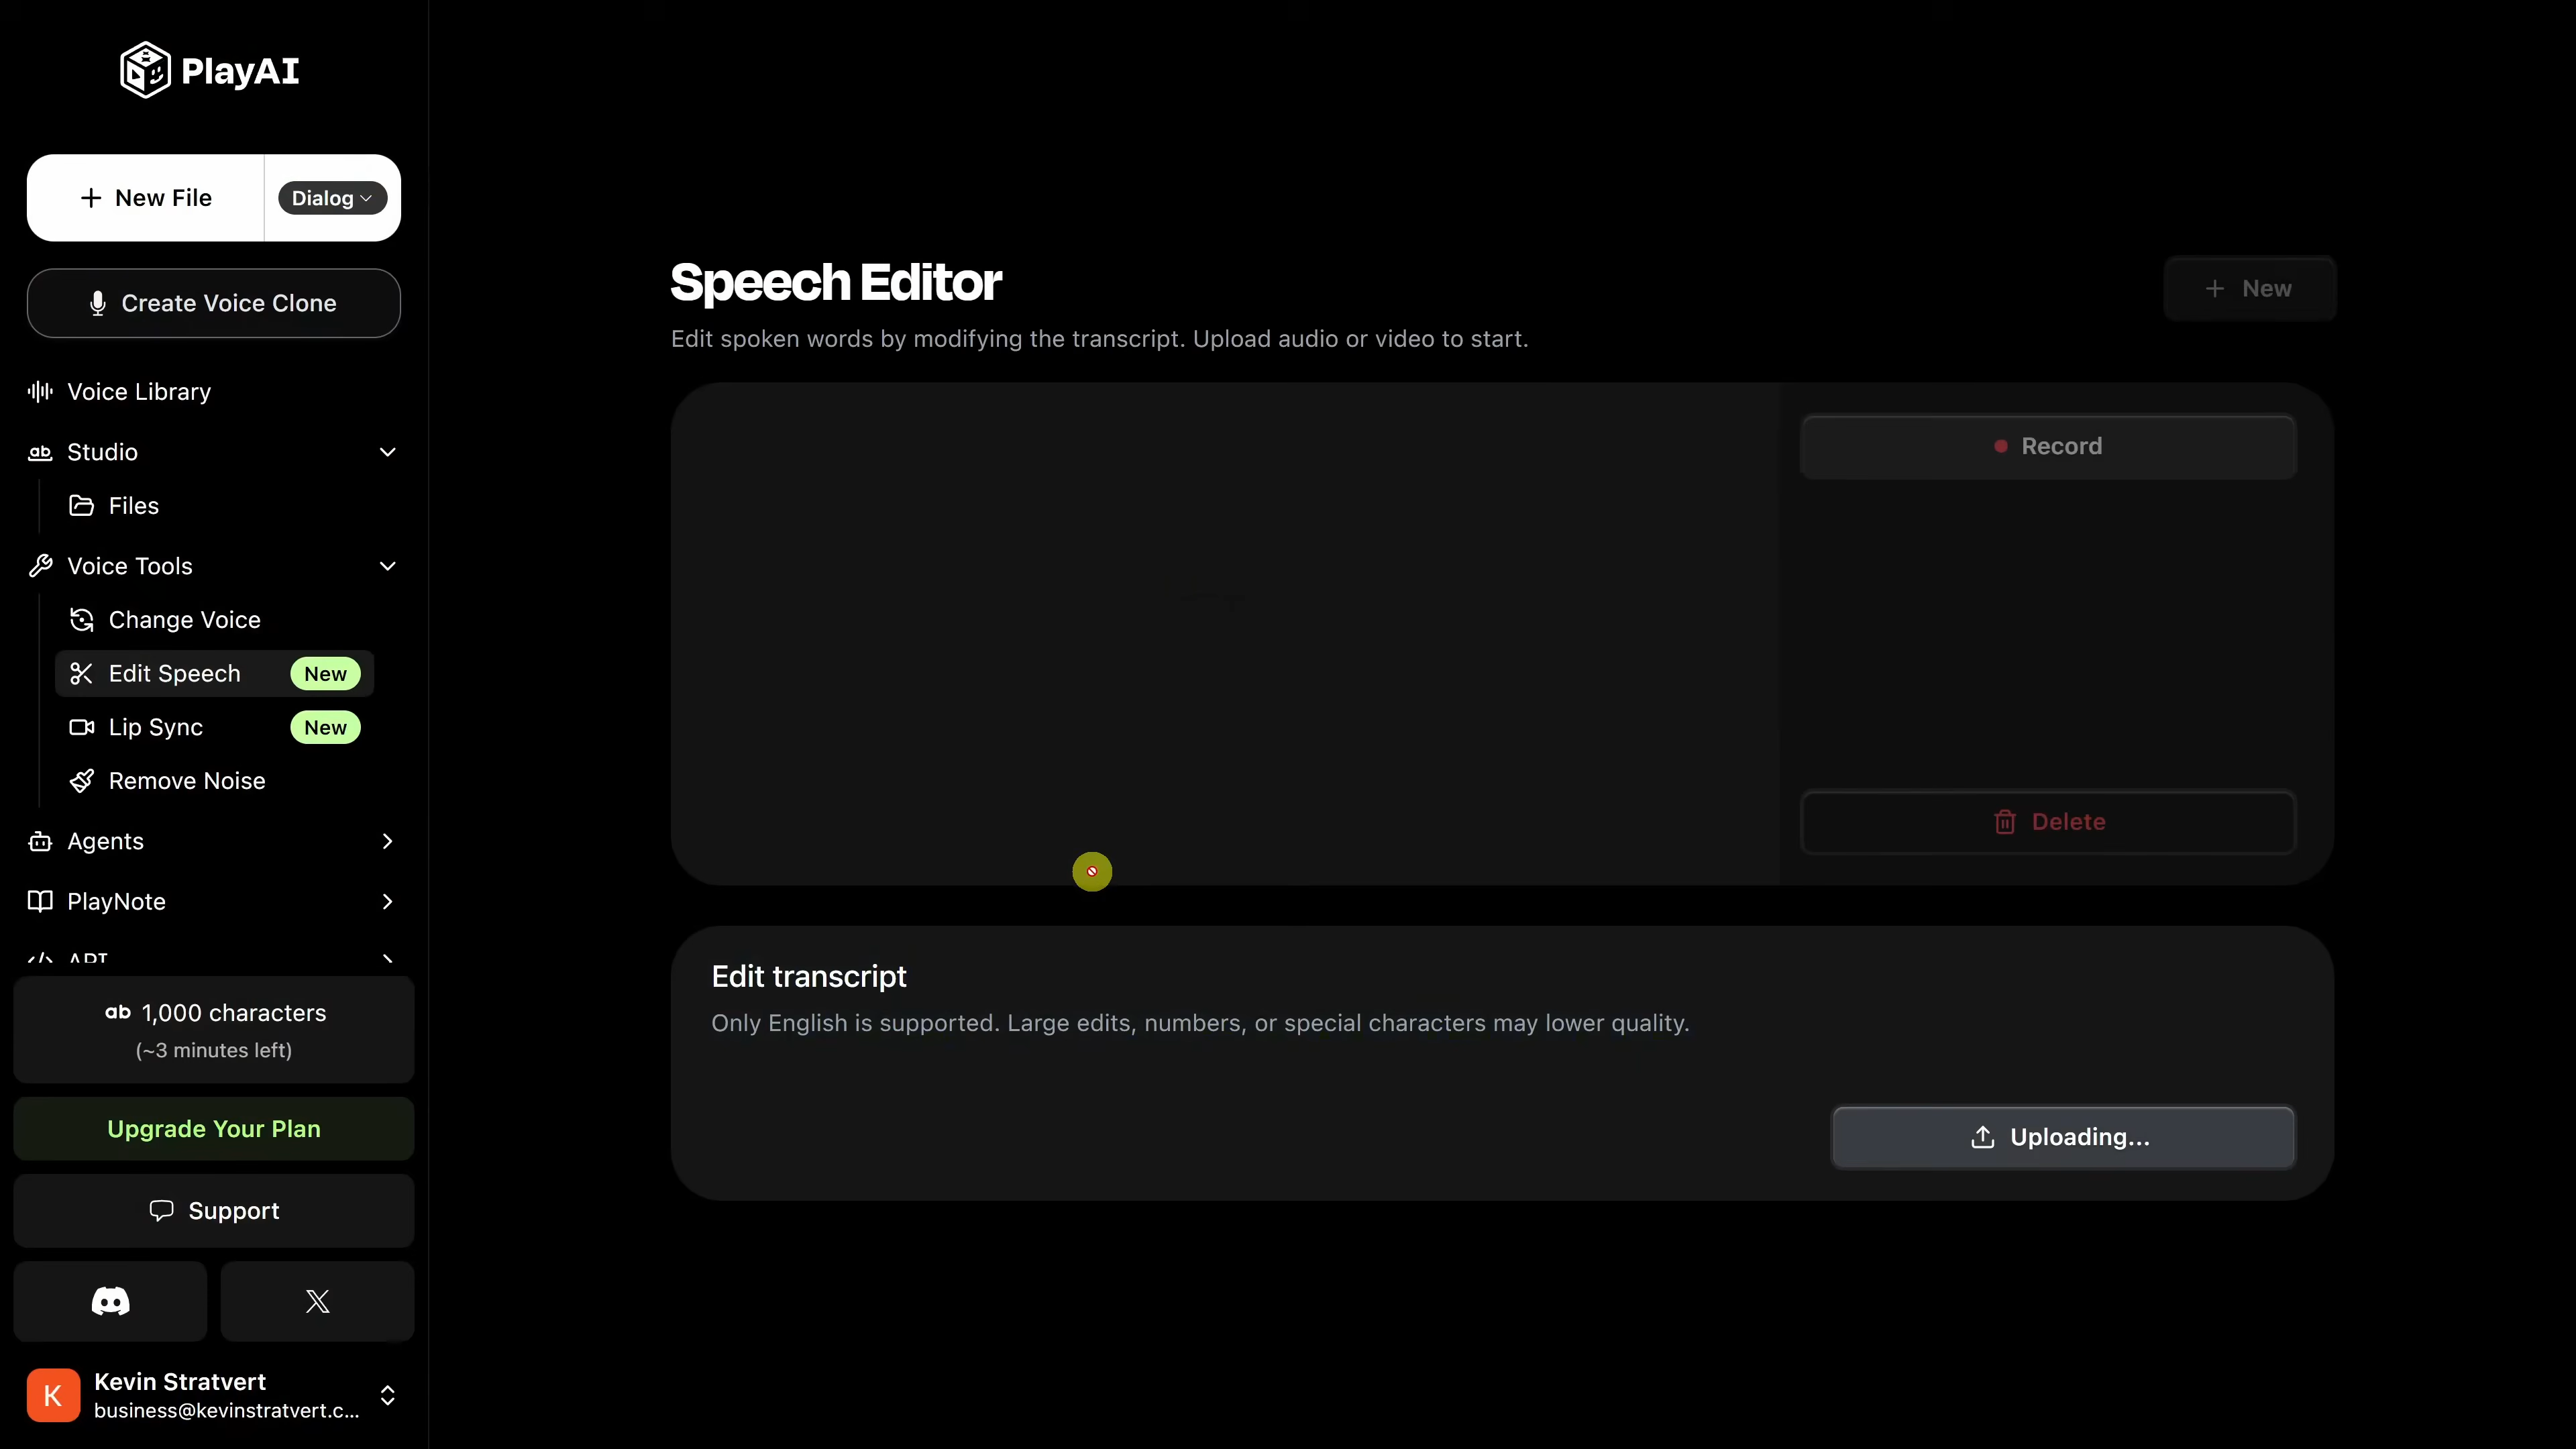 PlayAI
New File
Dialog
Create Voice Clone
Voice Library
Studio
Files
Voice Tools
Change Voice
Edit Speech New
Lip Sync New
Remove Noise
Agents
PlayNote
API
ab 1,000 characters
(~3 minutes left)
Upgrade Your Plan
Support
K
Kevin Stratvert
business@kevinstratvert.c...
Speech Editor
New
Edit spoken words by modifying the transcript. Upload audio or video to start.
Record
Delete
Edit transcript
Only English is supported. Large edits, numbers, or special characters may lower quality.
Uploading...